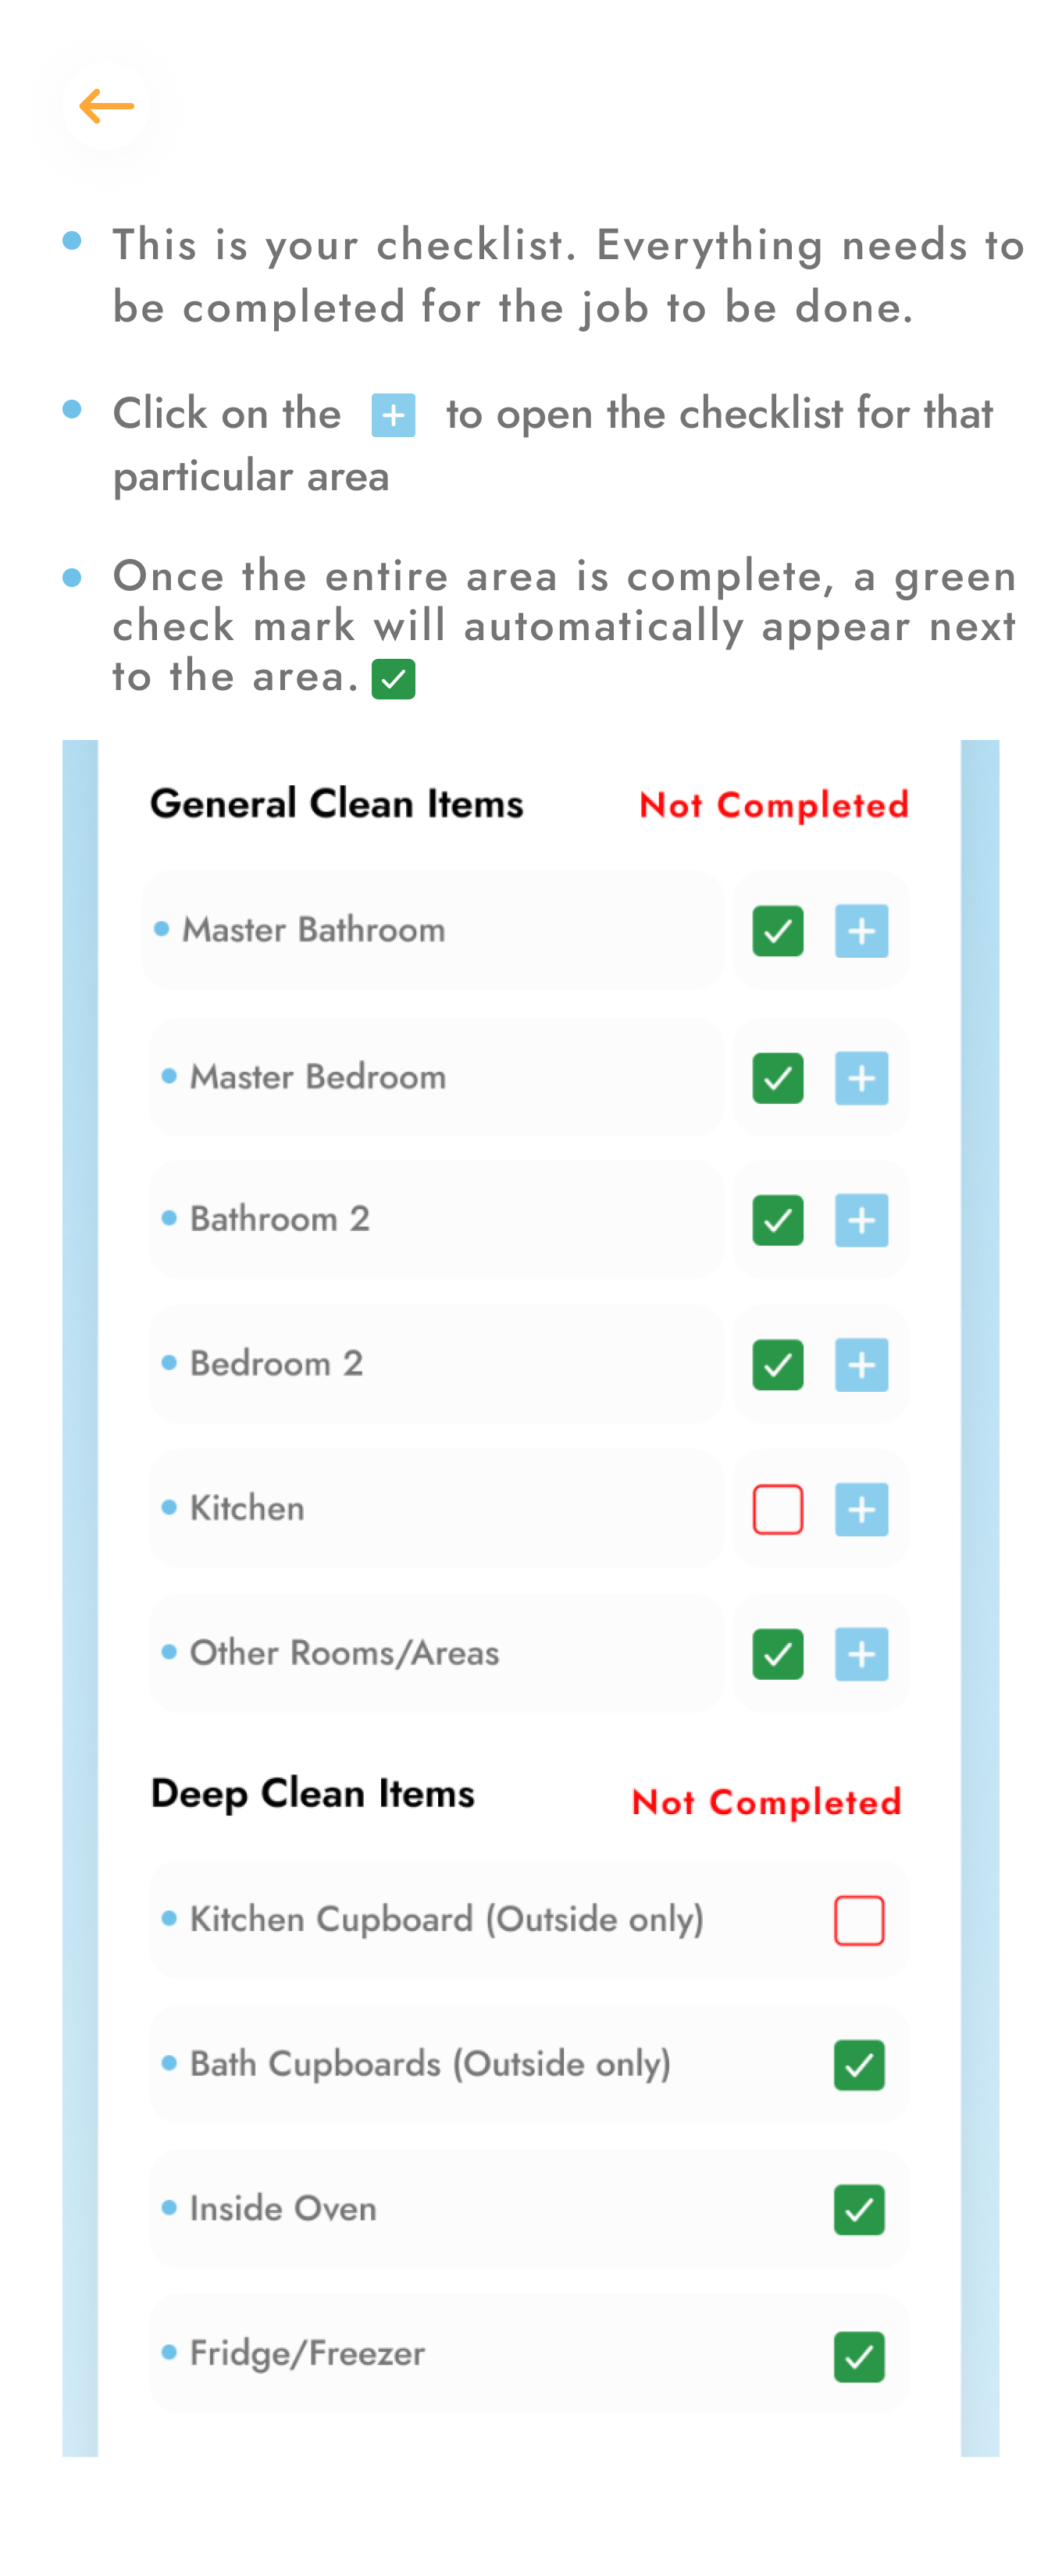 This is your checklist. Everything needs to
be completed for the job to be done.
Click on the + to open the checklist for that
particular area
Once the entire area is complete, a green
check mark will automatically appear next
to the area.
General Clean Items Not Completed
Master Bathroom
Master Bedroom
Bathroom 2
Bedroom 2
Kitchen
Other Rooms/Areas
Deep Clean Items Not Completed
Kitchen Cupboard (Outside only)
Bath Cupboards (Outside only)
Inside Oven
Fridge/Freezer